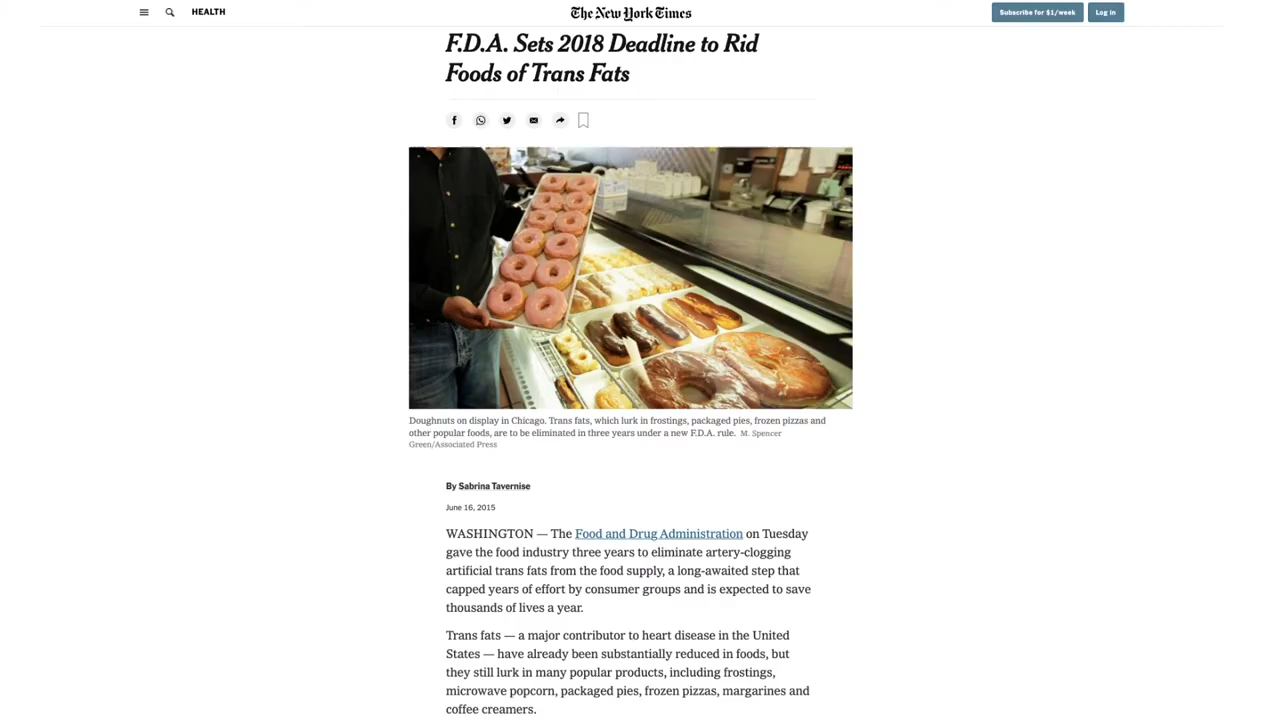 HEALTH
The New York Times
Subscribe for $1/week
Log in
F.D.A. Sets 2018 Deadline to Rid
Foods of Trans Fats
Doughnuts on display in Chicago. Trans fats, which lurk in frostings, packaged pies, frozen pizzas and
other popular foods, are to be eliminated in three years under a new F.D.A. rule. M. Spencer
Green/Associated Press
By Sabrina Tavernise
June 16, 2015
WASHINGTON — The Food and Drug Administration on Tuesday
gave the food industry three years to eliminate artery-clogging
artificial trans fats from the food supply, a long-awaited step that
capped years of effort by consumer groups and is expected to save
thousands of lives a year.
Trans fats — a major contributor to heart disease in the United
States — have already been substantially reduced in foods, but
they still lurk in many popular products, including frostings,
microwave popcorn, packaged pies, frozen pizzas, margarines and
coffee creamers.